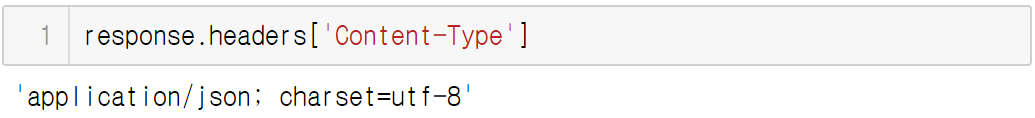 1 response.headers['Content-Type']
'application/json; charset=utf-8'